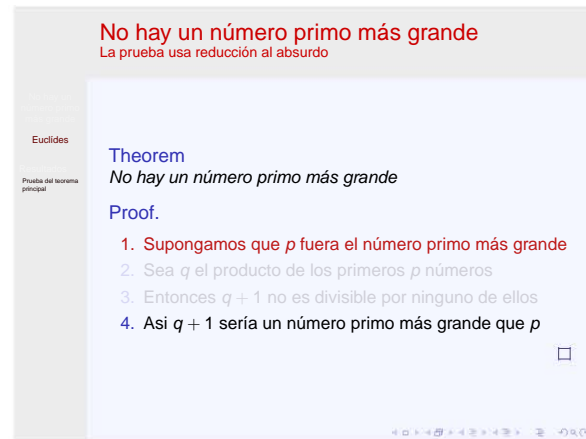 No hay un número primo más grande
La prueba usa reducción al absurdo
Euclides
Prueba del teorema
principal
Theorem
No hay un número primo más grande
Proof.
1. Supongamos que p fuera el número primo más grande
2. Sea q el producto de los primeros p números
3. Entonces q + 1 no es divisible por ninguno de ellos
4. Asi q + 1 sería un número primo más grande que p